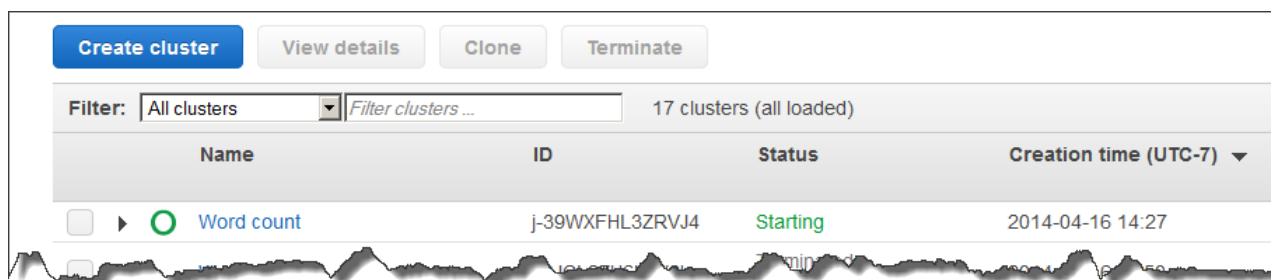 Create cluster View details Clone Terminate
Filter: All clusters Filter clusters ... 17 clusters (all loaded)
Name ID Status Creation time (UTC-7)
Word count j-39WXFHL3ZRVJ4 Starting 2014-04-16 14:27